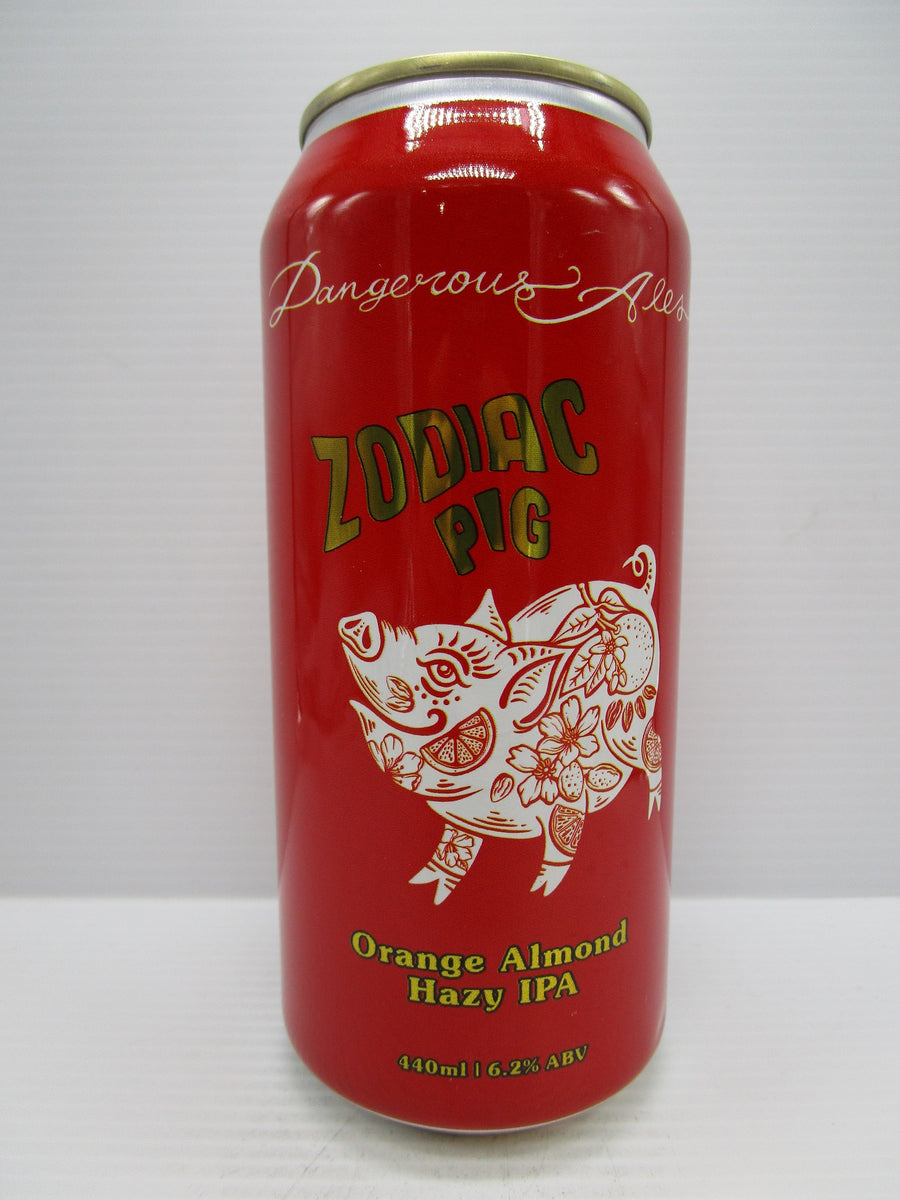 Dangerous Ales
ZODIAC
PIG
Orange Almond
Hazy IPA
440ml | 6.2% ABV